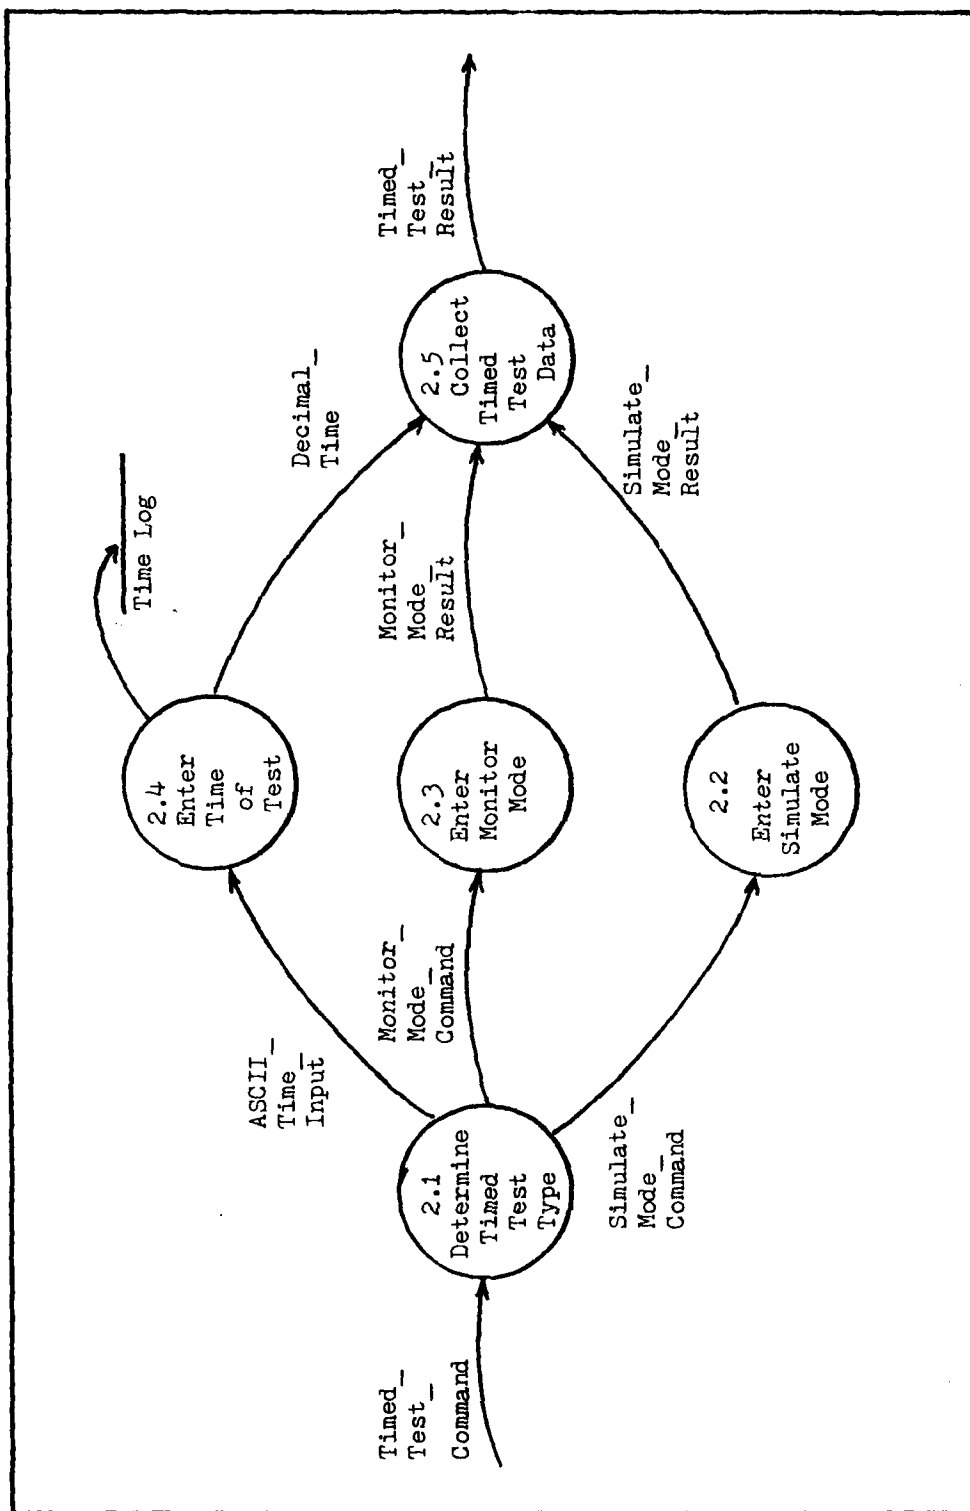 Timed_
Test_
Command
2.1
Determine
Timed
Test
Type
ASCII_
Time_
Input
Monitor_
Mode_
Command
Simulate_
Mode_
Command
2.4
Enter
Time
of
Test
2.3
Enter
Monitor
Mode
2.2
Enter
Simulate
Mode
Time Log
Decimal_
Time
Monitor_
Mode_
Result
Simulate_
Mode_
Result
2.5
Collect
Timed
Test
Data
Timed_
Test_
Result